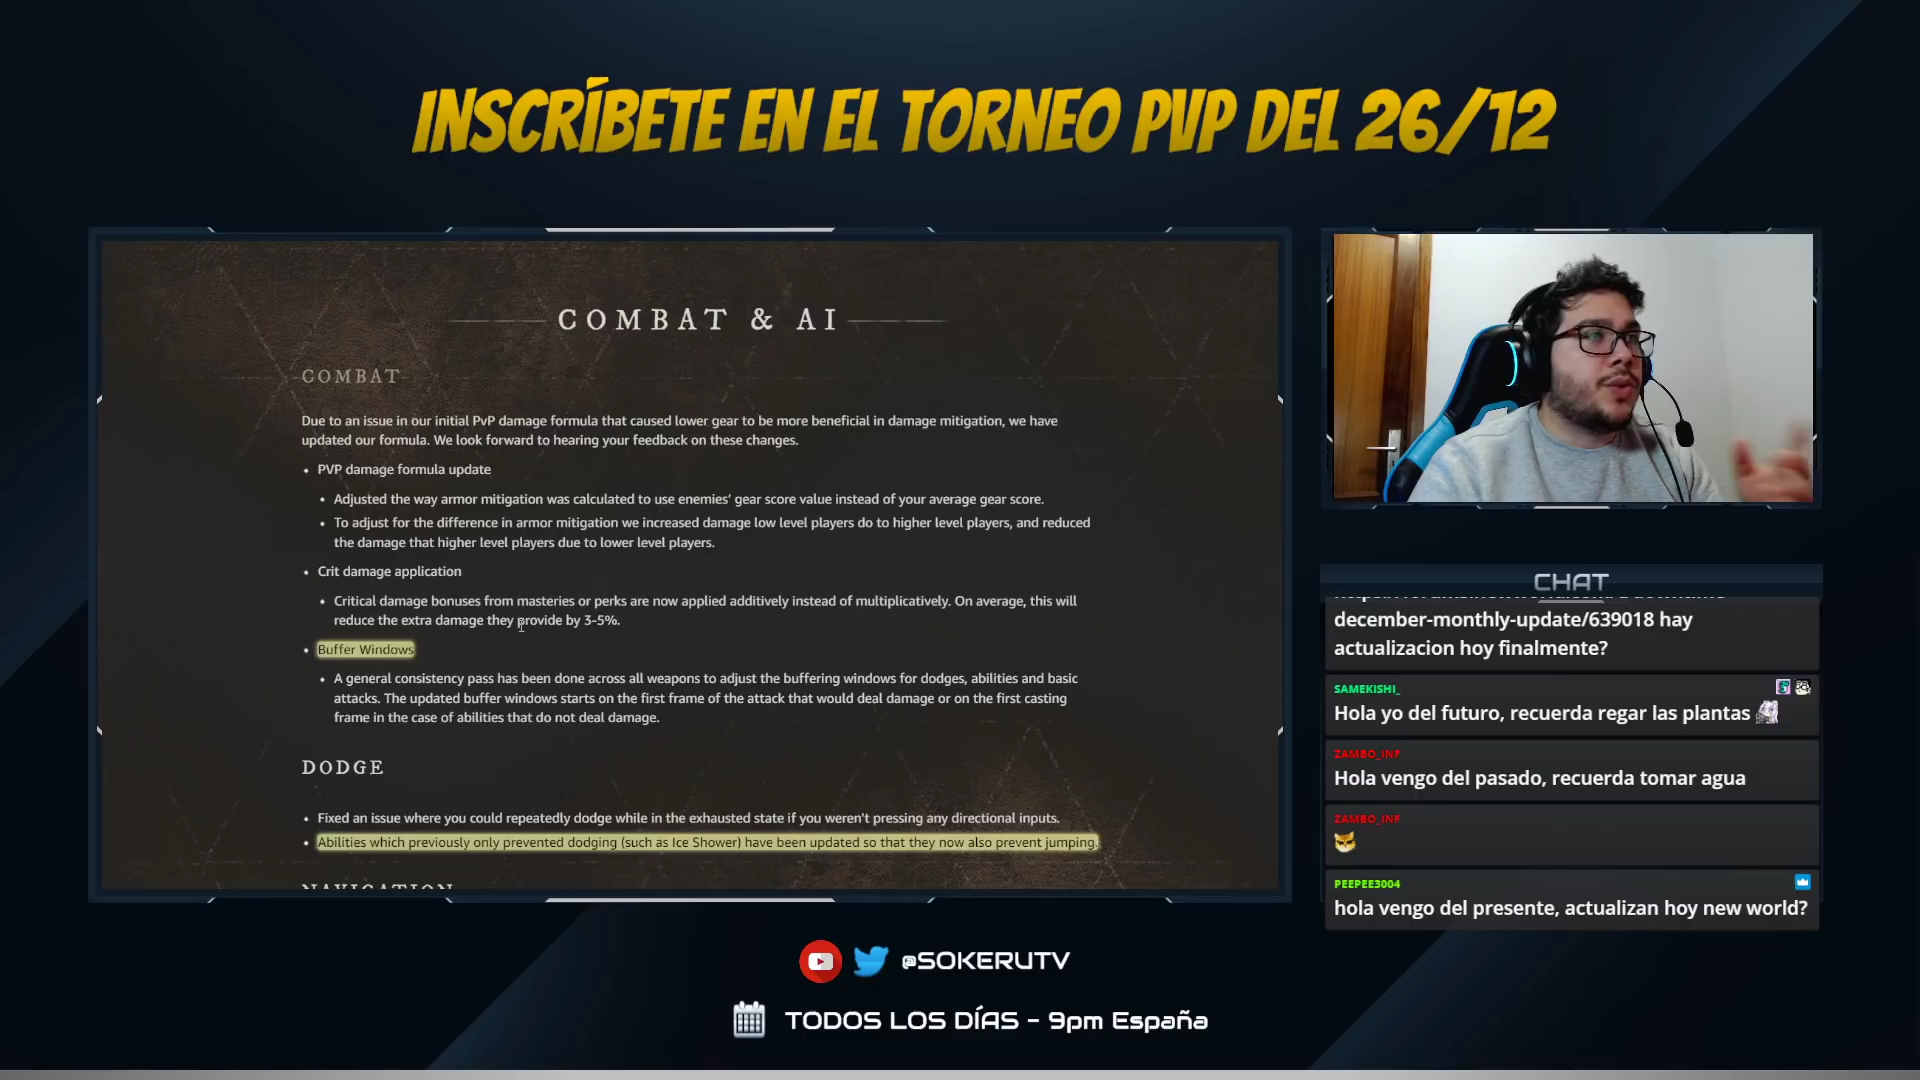 INSCRÍBETE EN EL TORNEO PVP DEL 26/12
COMBAT & AI
COMBAT
Due to an issue in our initial PvP damage formula that caused lower gear to be more beneficial in damage mitigation, we have
updated our formula. We look forward to hearing your feedback on these changes.
• PVP damage formula update
• Adjusted the way armor mitigation was calculated to use enemies' gear score value instead of your average gear score.
• To adjust for the difference in armor mitigation we increased damage low level players do to higher level players, and reduced
the damage that higher level players due to lower level players.
• Crit damage application
• Critical damage bonuses from masteries or perks are now applied additively instead of multiplicatively. On average, this will
reduce the extra damage they provide by 3-5%.
• Buffer Windows
• A general consistency pass has been done across all weapons to adjust the buffering windows for dodges, abilities and basic
attacks. The updated buffer windows starts on the first frame of the attack that would deal damage or on the first casting
frame in the case of abilities that do not deal damage.
DODGE
• Fixed an issue where you could repeatedly dodge while in the exhausted state if you weren't pressing any directional inputs.
• Abilities which previously only prevented dodging (such as Ice Shower) have been updated so that they now also prevent jumping.
NAVIGATION
CHAT
december-monthly-update/639018 hay
actualizacion hoy finalmente?
SAMEKISHI_
Hola yo del futuro, recuerda regar las plantas
ZAMBO_INF
Hola vengo del pasado, recuerda tomar agua
ZAMBO_INF
PEEPEE3004
hola vengo del presente, actualizan hoy new world?
@SOKERUTV
TODOS LOS DÍAS - 9pm España